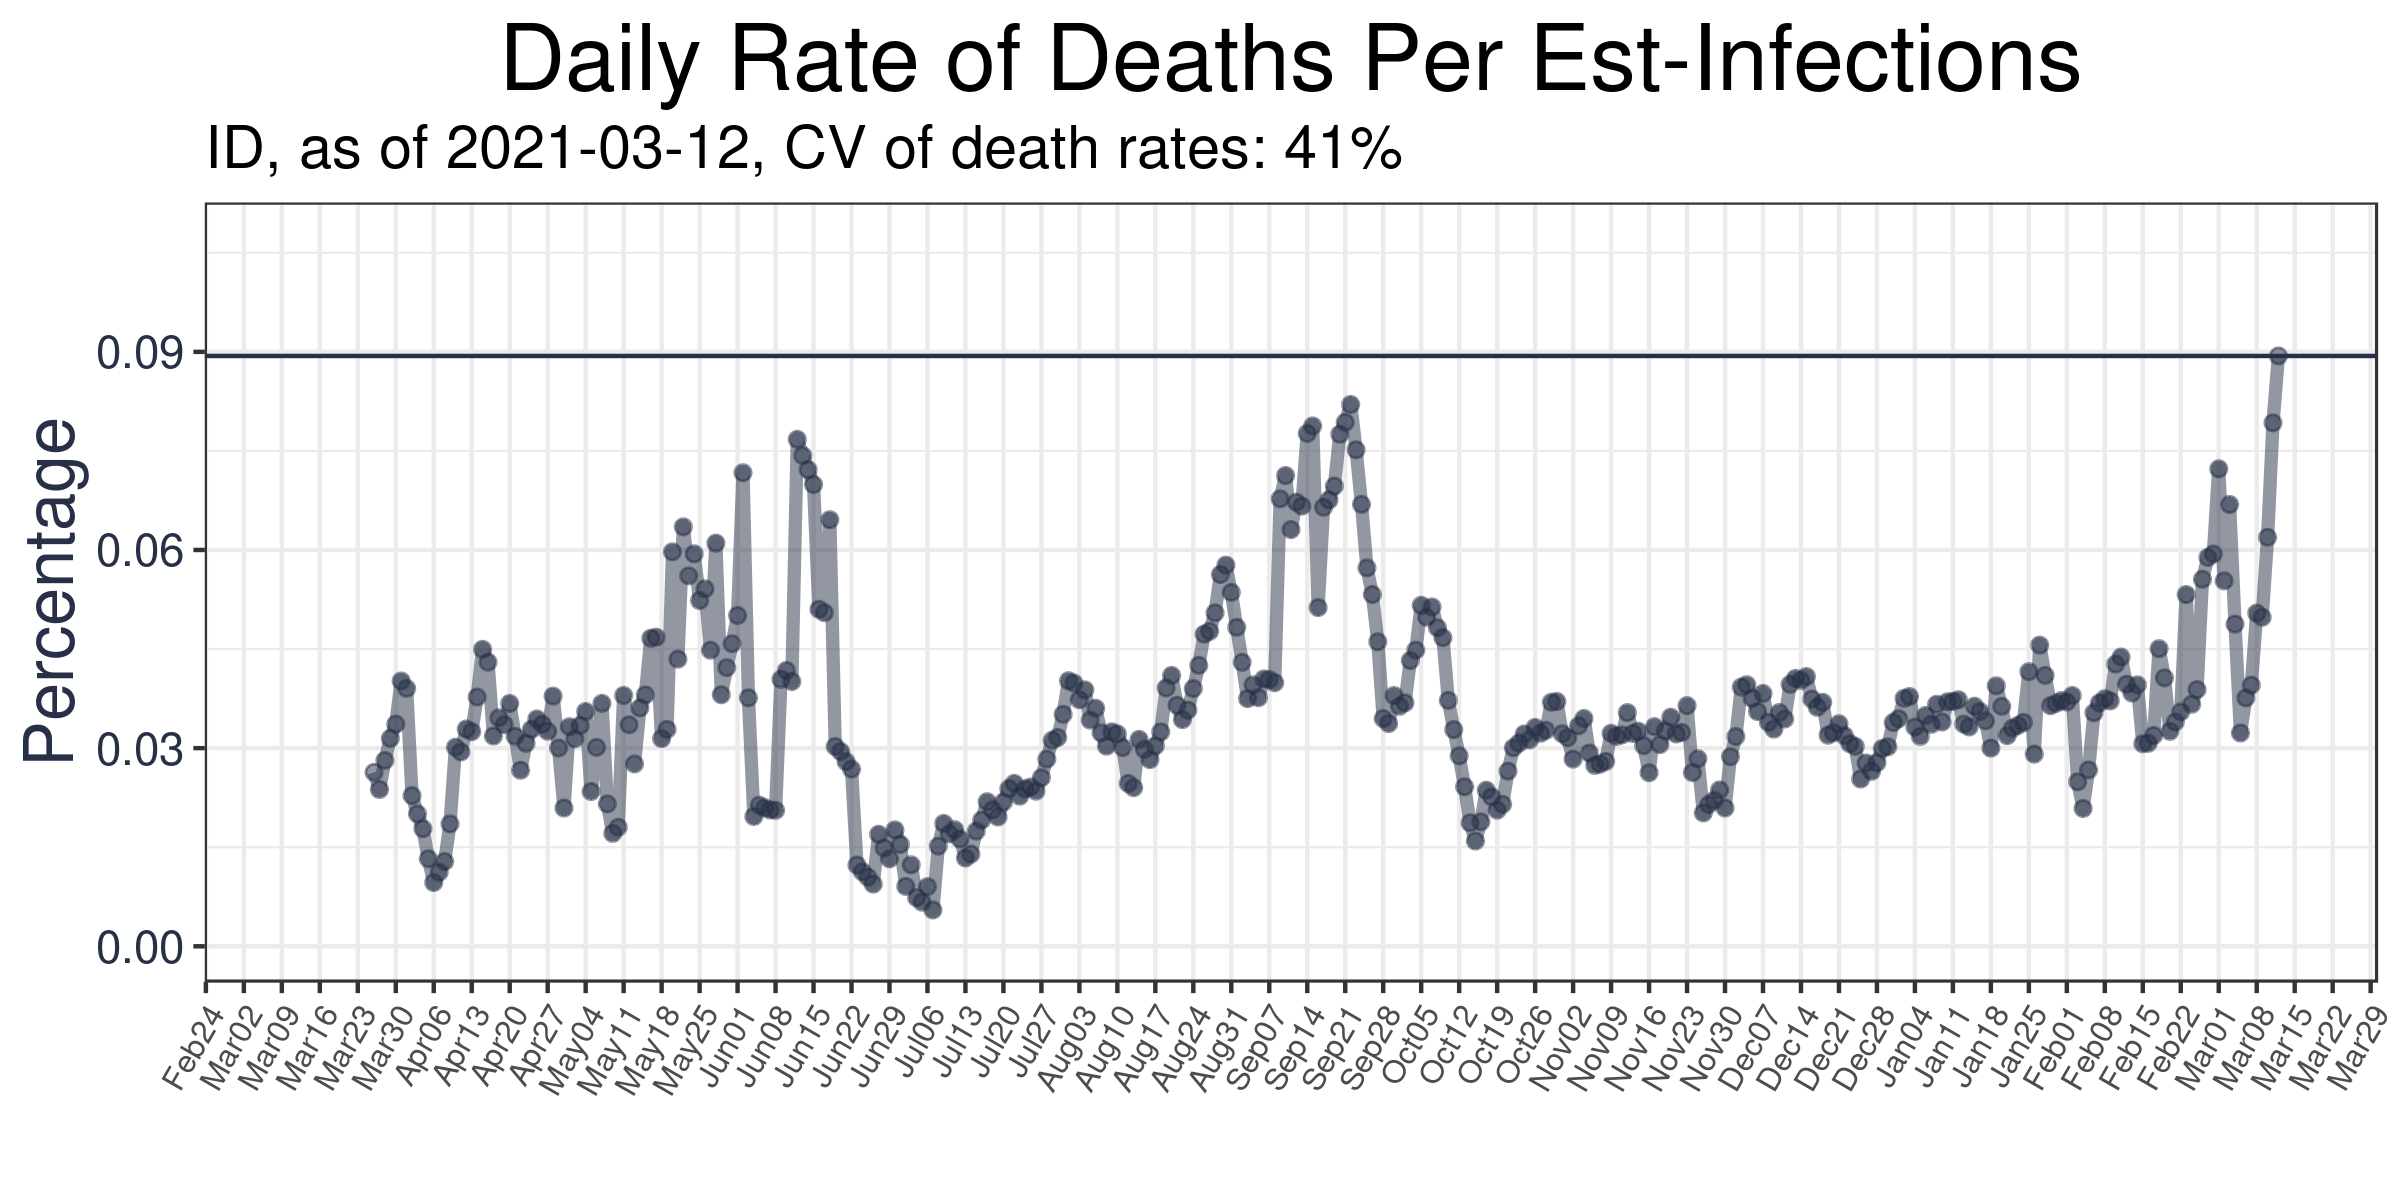 Daily Rate of Deaths Per Est-Infections
ID, as of 2021-03-12, CV of death rates: 41%
Percentage
0.09
0.06
0.03
0.00
Feb24
Mar02
Mar09
Mar16
Mar23
Mar30
Apr06
Apr13
Apr20
Apr27
May04
May11
May18
May25
Jun01
Jun08
Jun15
Jun22
Jun29
Jul06
Jul13
Jul20
Jul27
Aug03
Aug10
Aug17
Aug24
Aug31
Sep07
Sep14
Sep21
Sep28
Oct05
Oct12
Oct19
Oct26
Nov02
Nov09
Nov16
Nov23
Nov30
Dec07
Dec14
Dec21
Dec28
Dec04
Jan11
Jan18
Jan25
Feb01
Feb08
Feb15
Feb22
Mar01
Mar08
Mar15
Mar22
Mar29